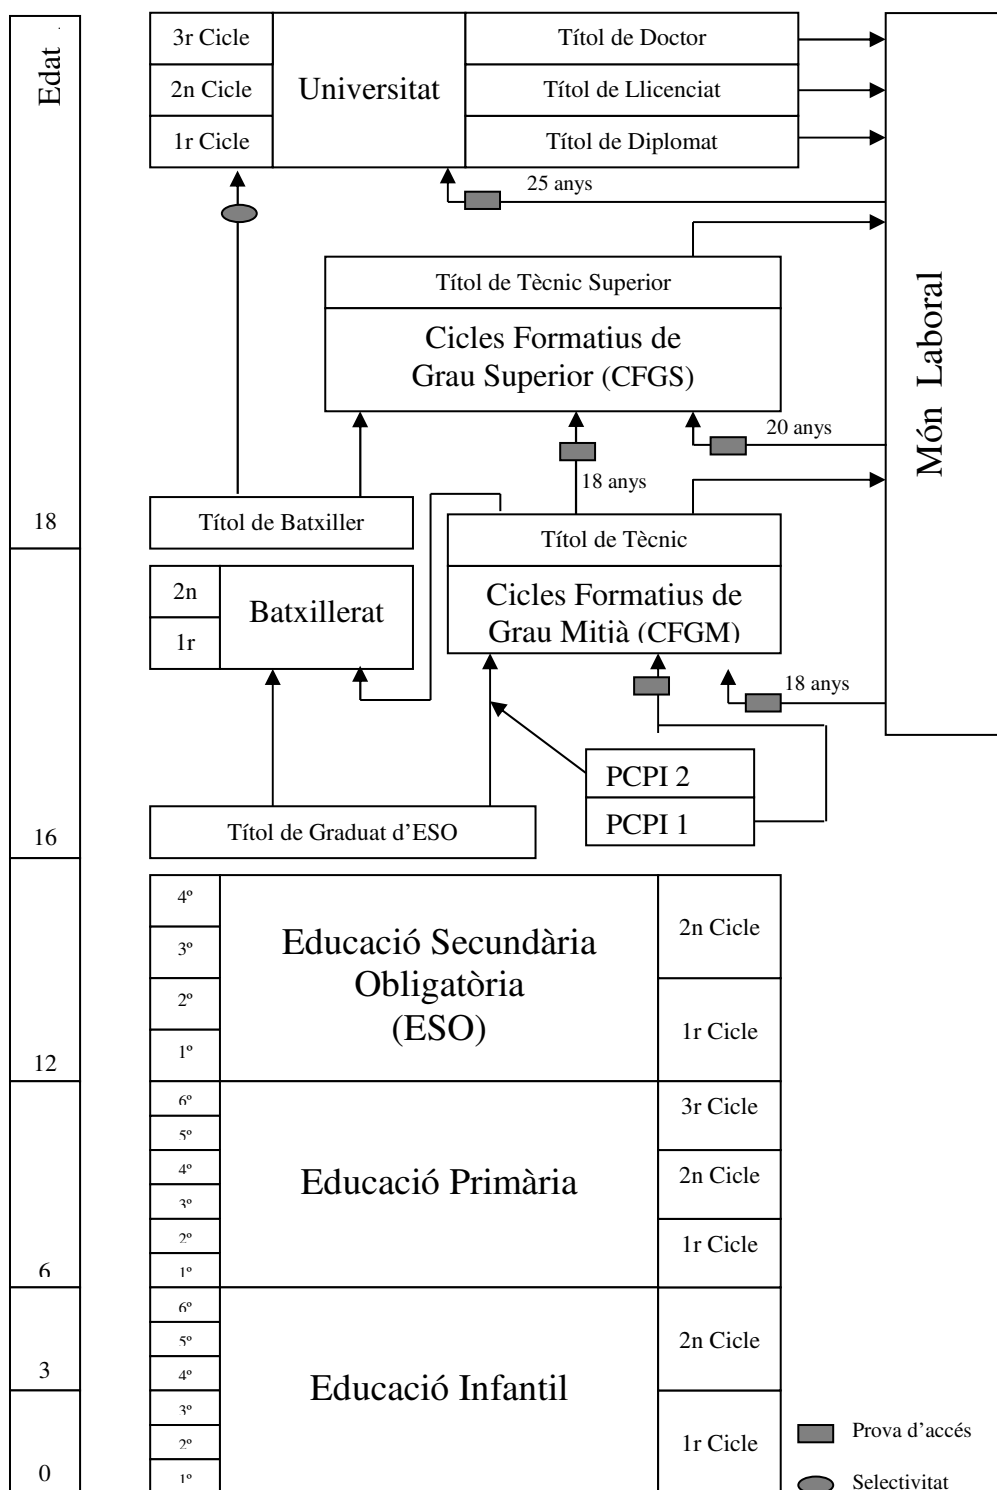 Edat
3r Cicle
Títol de Doctor
2n Cicle
Universitat
Títol de Llicenciat
1r Cicle
Títol de Diplomat
25 anys
Títol de Tècnic Superior
Cicles Formatius de
Grau Superior (CFGS)
20 anys
18 anys
Món Laboral
18
Títol de Batxiller
Títol de Tècnic
2n
Batxillerat
1r
Cicles Formatius de
Grau Mitjà (CFGM)
18 anys
PCPI 2
PCPI 1
16
Títol de Graduat d’ESO
4º
3º
2º
1º
Educació Secundària
Obligatòria
(ESO)
2n Cicle
1r Cicle
12
6º
5º
4º
3º
2º
1º
Educació Primària
3r Cicle
2n Cicle
1r Cicle
6
6º
5º
4º
3º
2º
1º
Educació Infantil
2n Cicle
1r Cicle
3
0
Prova d’accés
Selectivitat